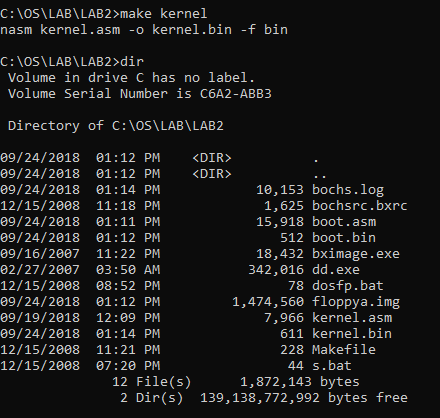 C:\OS\LAB\LAB2>make kernel
nasm kernel.asm -o kernel.bin -f bin
C:\OS\LAB\LAB2>dir
Volume in drive C has no label.
Volume Serial Number is C6A2-ABB3
Directory of C:\OS\LAB\LAB2
09/24/2018  01:12 PM    <DIR>          .
09/24/2018  01:12 PM    <DIR>          ..
09/24/2018  01:14 PM            10,153 bochs.log
12/15/2008  11:18 PM             1,625 bochsrc.bxrc
09/24/2018  01:11 PM            15,918 boot.asm
09/24/2018  01:12 PM               512 boot.bin
09/16/2007  11:22 PM            18,432 bximage.exe
02/27/2007  03:50 AM           342,016 dd.exe
12/15/2008  08:52 PM                78 dosfp.bat
09/24/2018  01:12 PM         1,474,560 floppya.img
09/19/2018  12:09 PM             7,966 kernel.asm
09/24/2018  01:14 PM               611 kernel.bin
12/15/2008  11:21 PM               228 Makefile
12/15/2008  07:20 PM                44 s.bat
12 File(s)      1,872,143 bytes
2 Dir(s)  139,138,772,992 bytes free